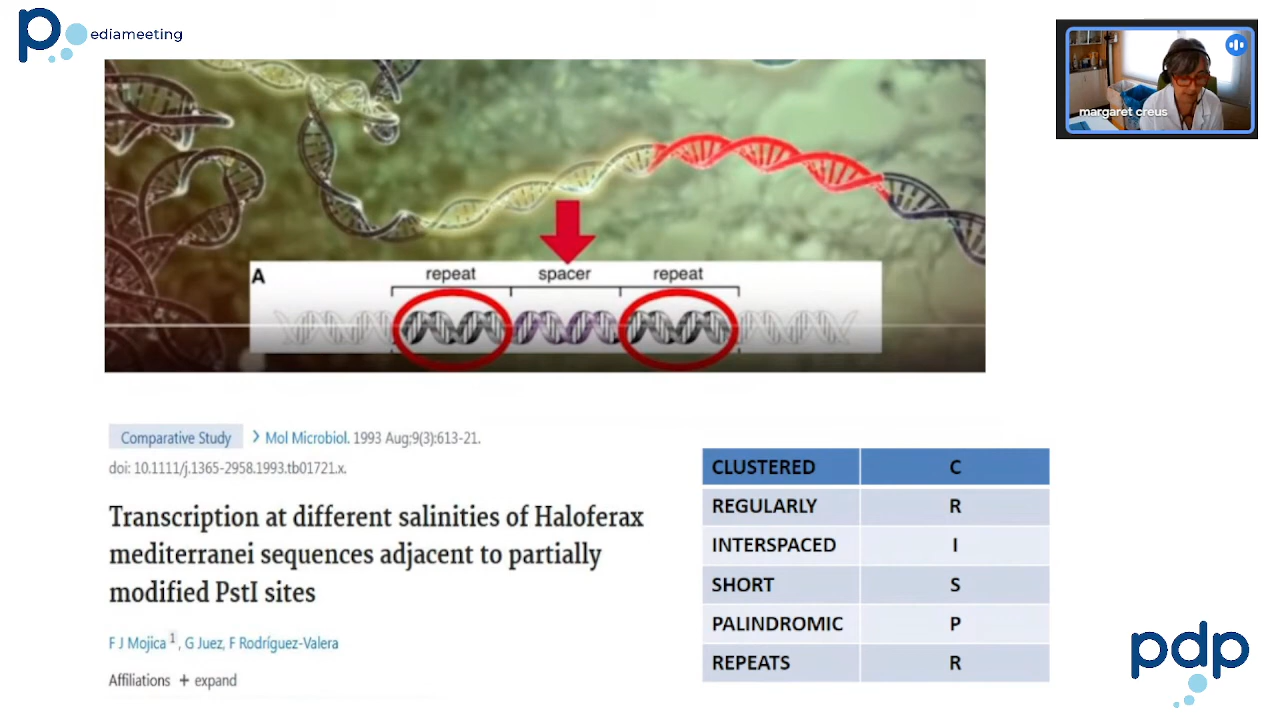 pediameeting
margaret creus
A
repeat
spacer
repeat
Comparative Study > Mol Microbiol. 1993 Aug;9(3):613-21.
doi: 10.1111/j.1365-2958.1993.tb01721.x.
Transcription at different salinities of Haloferax
mediterranei sequences adjacent to partially
modified PstI sites
F J Mojica 1, G Juez, F Rodríguez-Valera
Affiliations + expand
CLUSTERED C
REGULARLY R
INTERSPACED I
SHORT S
PALINDROMIC P
REPEATS R
pdp